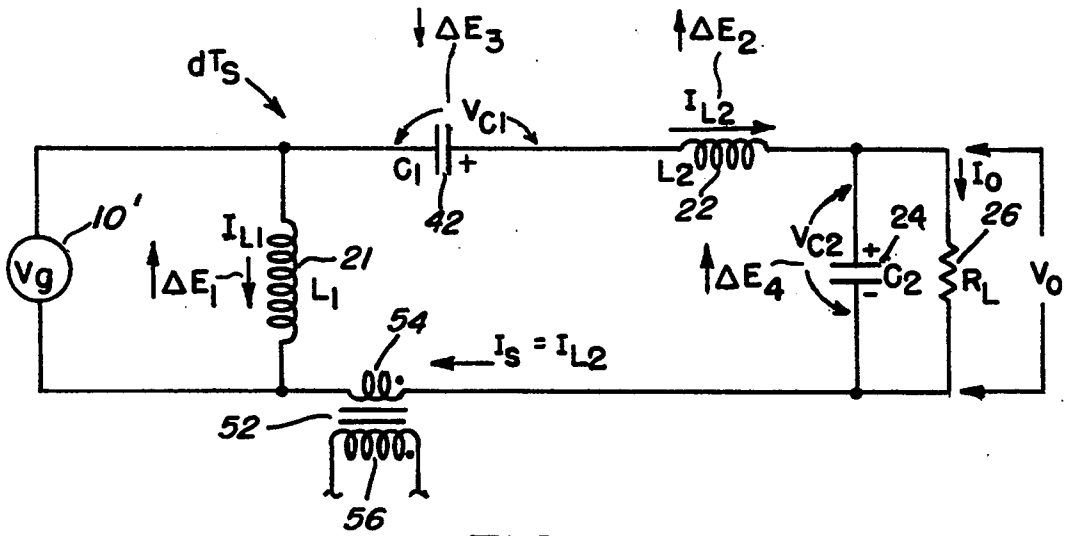 ↓ ΔE3
↑ ΔE2
dTS
VC1
IL2
C1 +
42
L2
22
IO
26
10'
Vg
IL1
21
↑ ΔE1
L1
VC2
24
+
C2
-
↑ ΔE4
RL
VO
54
IS = IL2
52
56